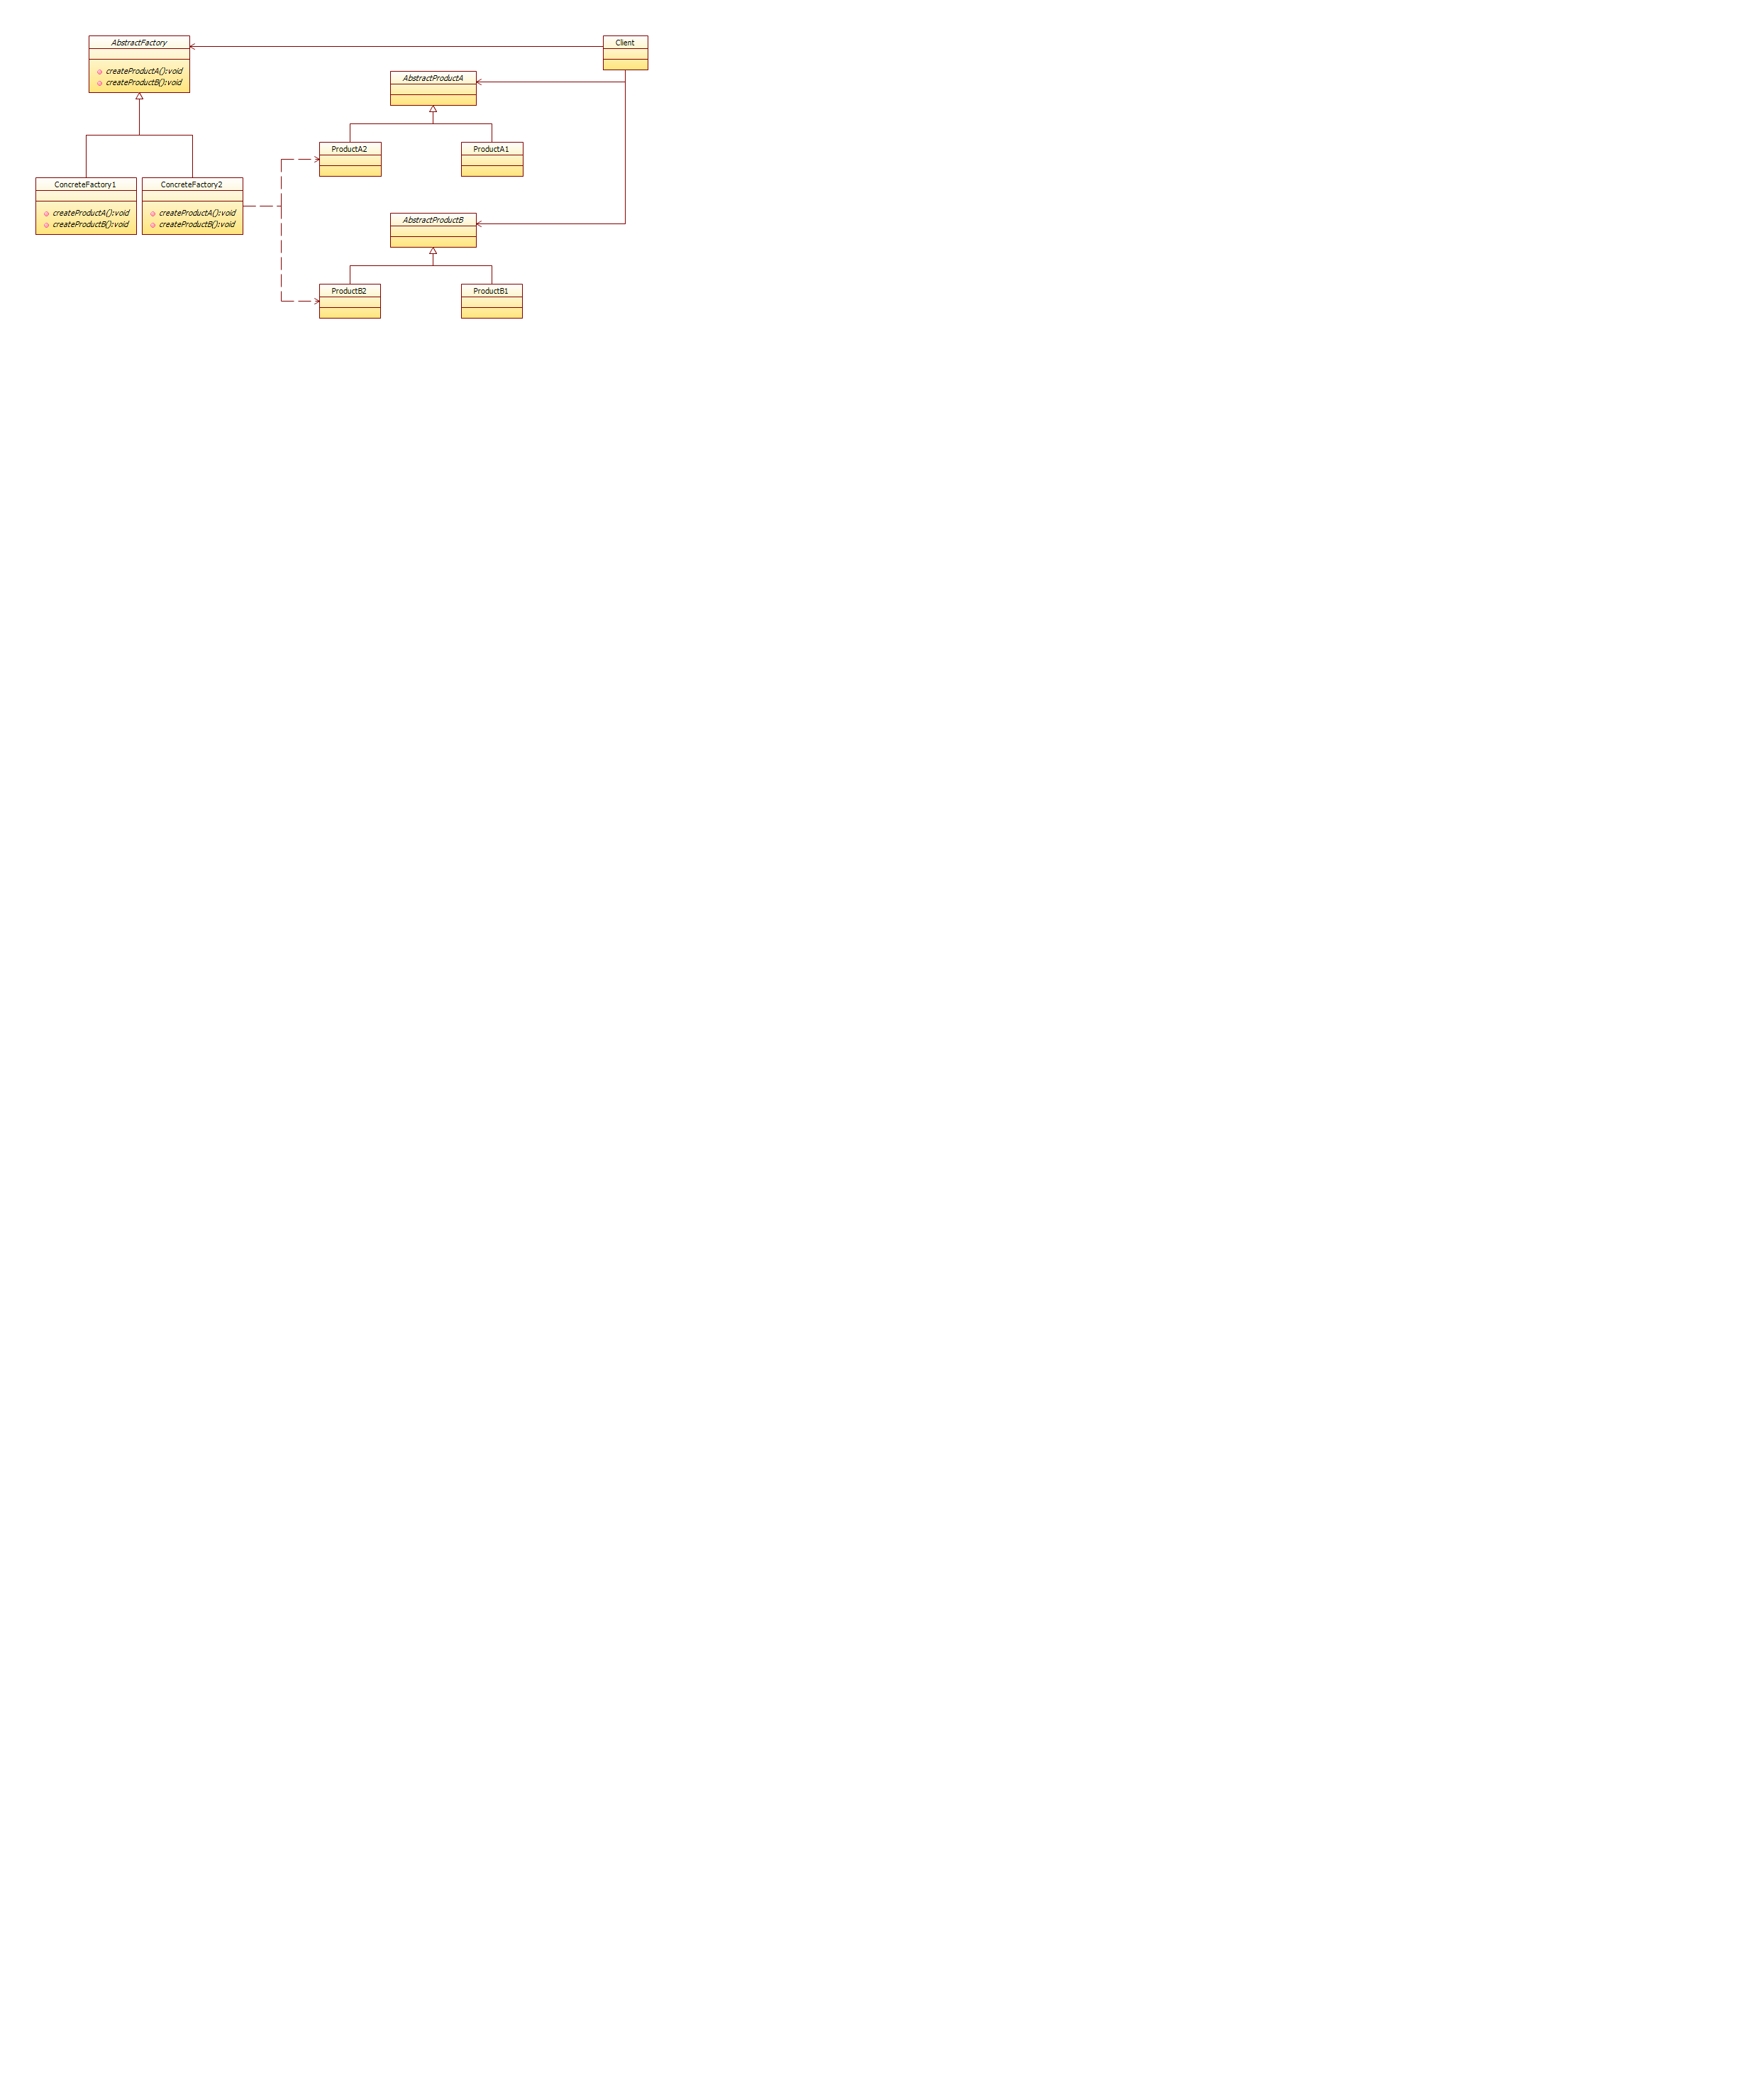 AbstractFactory
createProductA():void
createProductB():void
Client
AbstractProductA
ProductA2
ProductA1
ConcreteFactory1
createProductA():void
createProductB():void
ConcreteFactory2
createProductA():void
createProductB():void
AbstractProductB
ProductB2
ProductB1